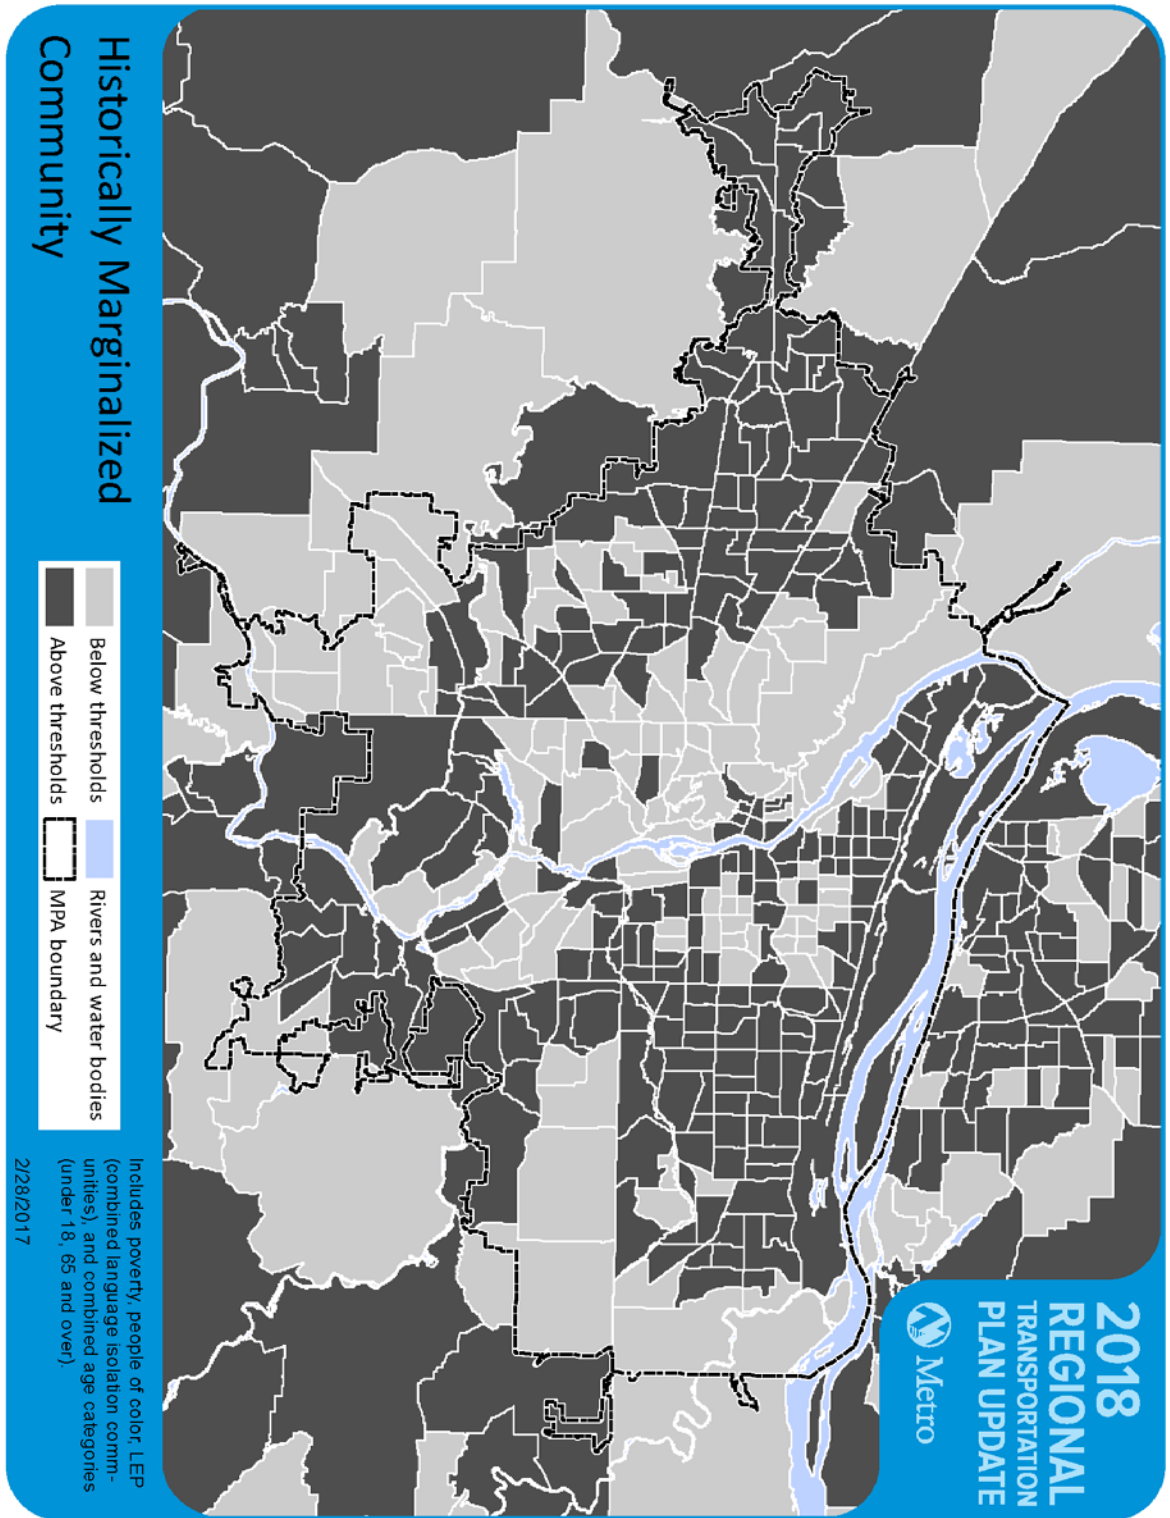 2018
REGIONAL
TRANSPORTATION
PLAN UPDATE
Metro
Historically Marginalized
Community
Below thresholds
Above thresholds
Rivers and water bodies
MPA boundary
Includes poverty, people of color, LEP
(combined language isolation comm-
unities), and combined age categories
(under 18, 65 and over).
2/28/2017